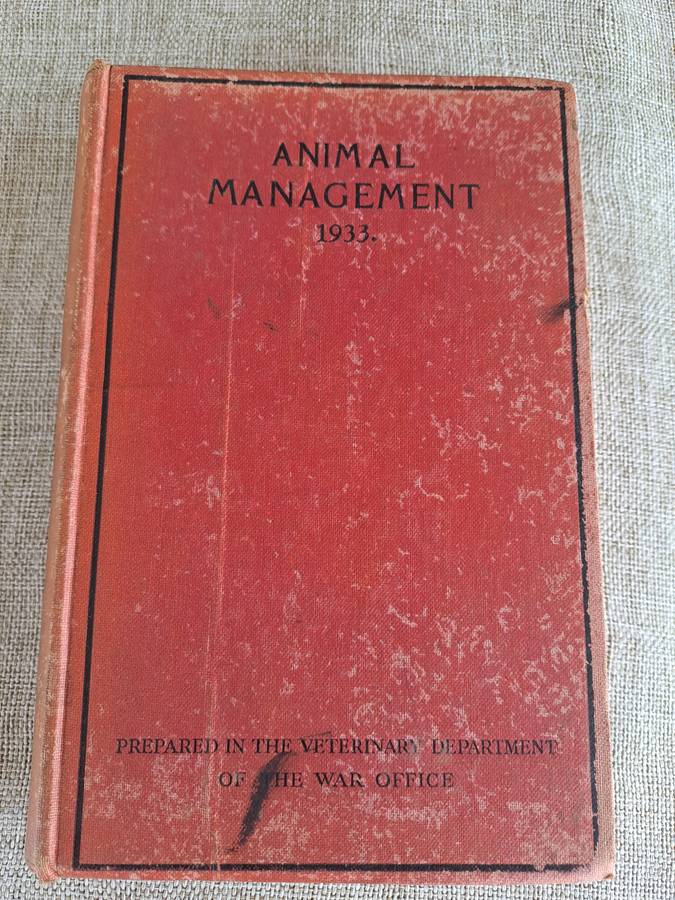 ANIMAL
MANAGEMENT
1933.
PREPARED IN THE VETERINARY DEPARTMENT
OF THE WAR OFFICE